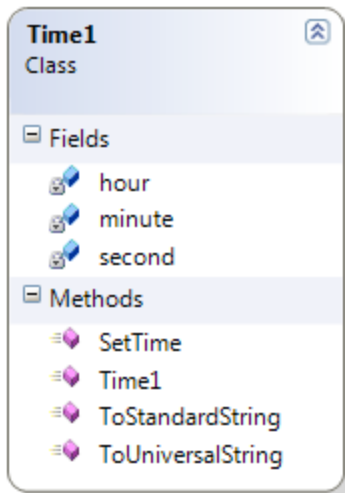 Time1
Class
Fields
hour
minute
second
Methods
SetTime
Time1
ToStandardString
ToUniversalString